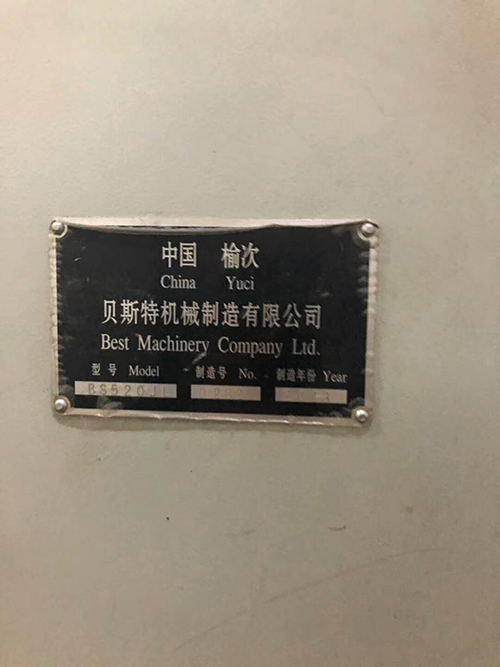 中国 榆次
China Yuci
贝斯特机械制造有限公司
Best Machinery Company Ltd.
型号 Model 制造号 No. 制造年份 Year